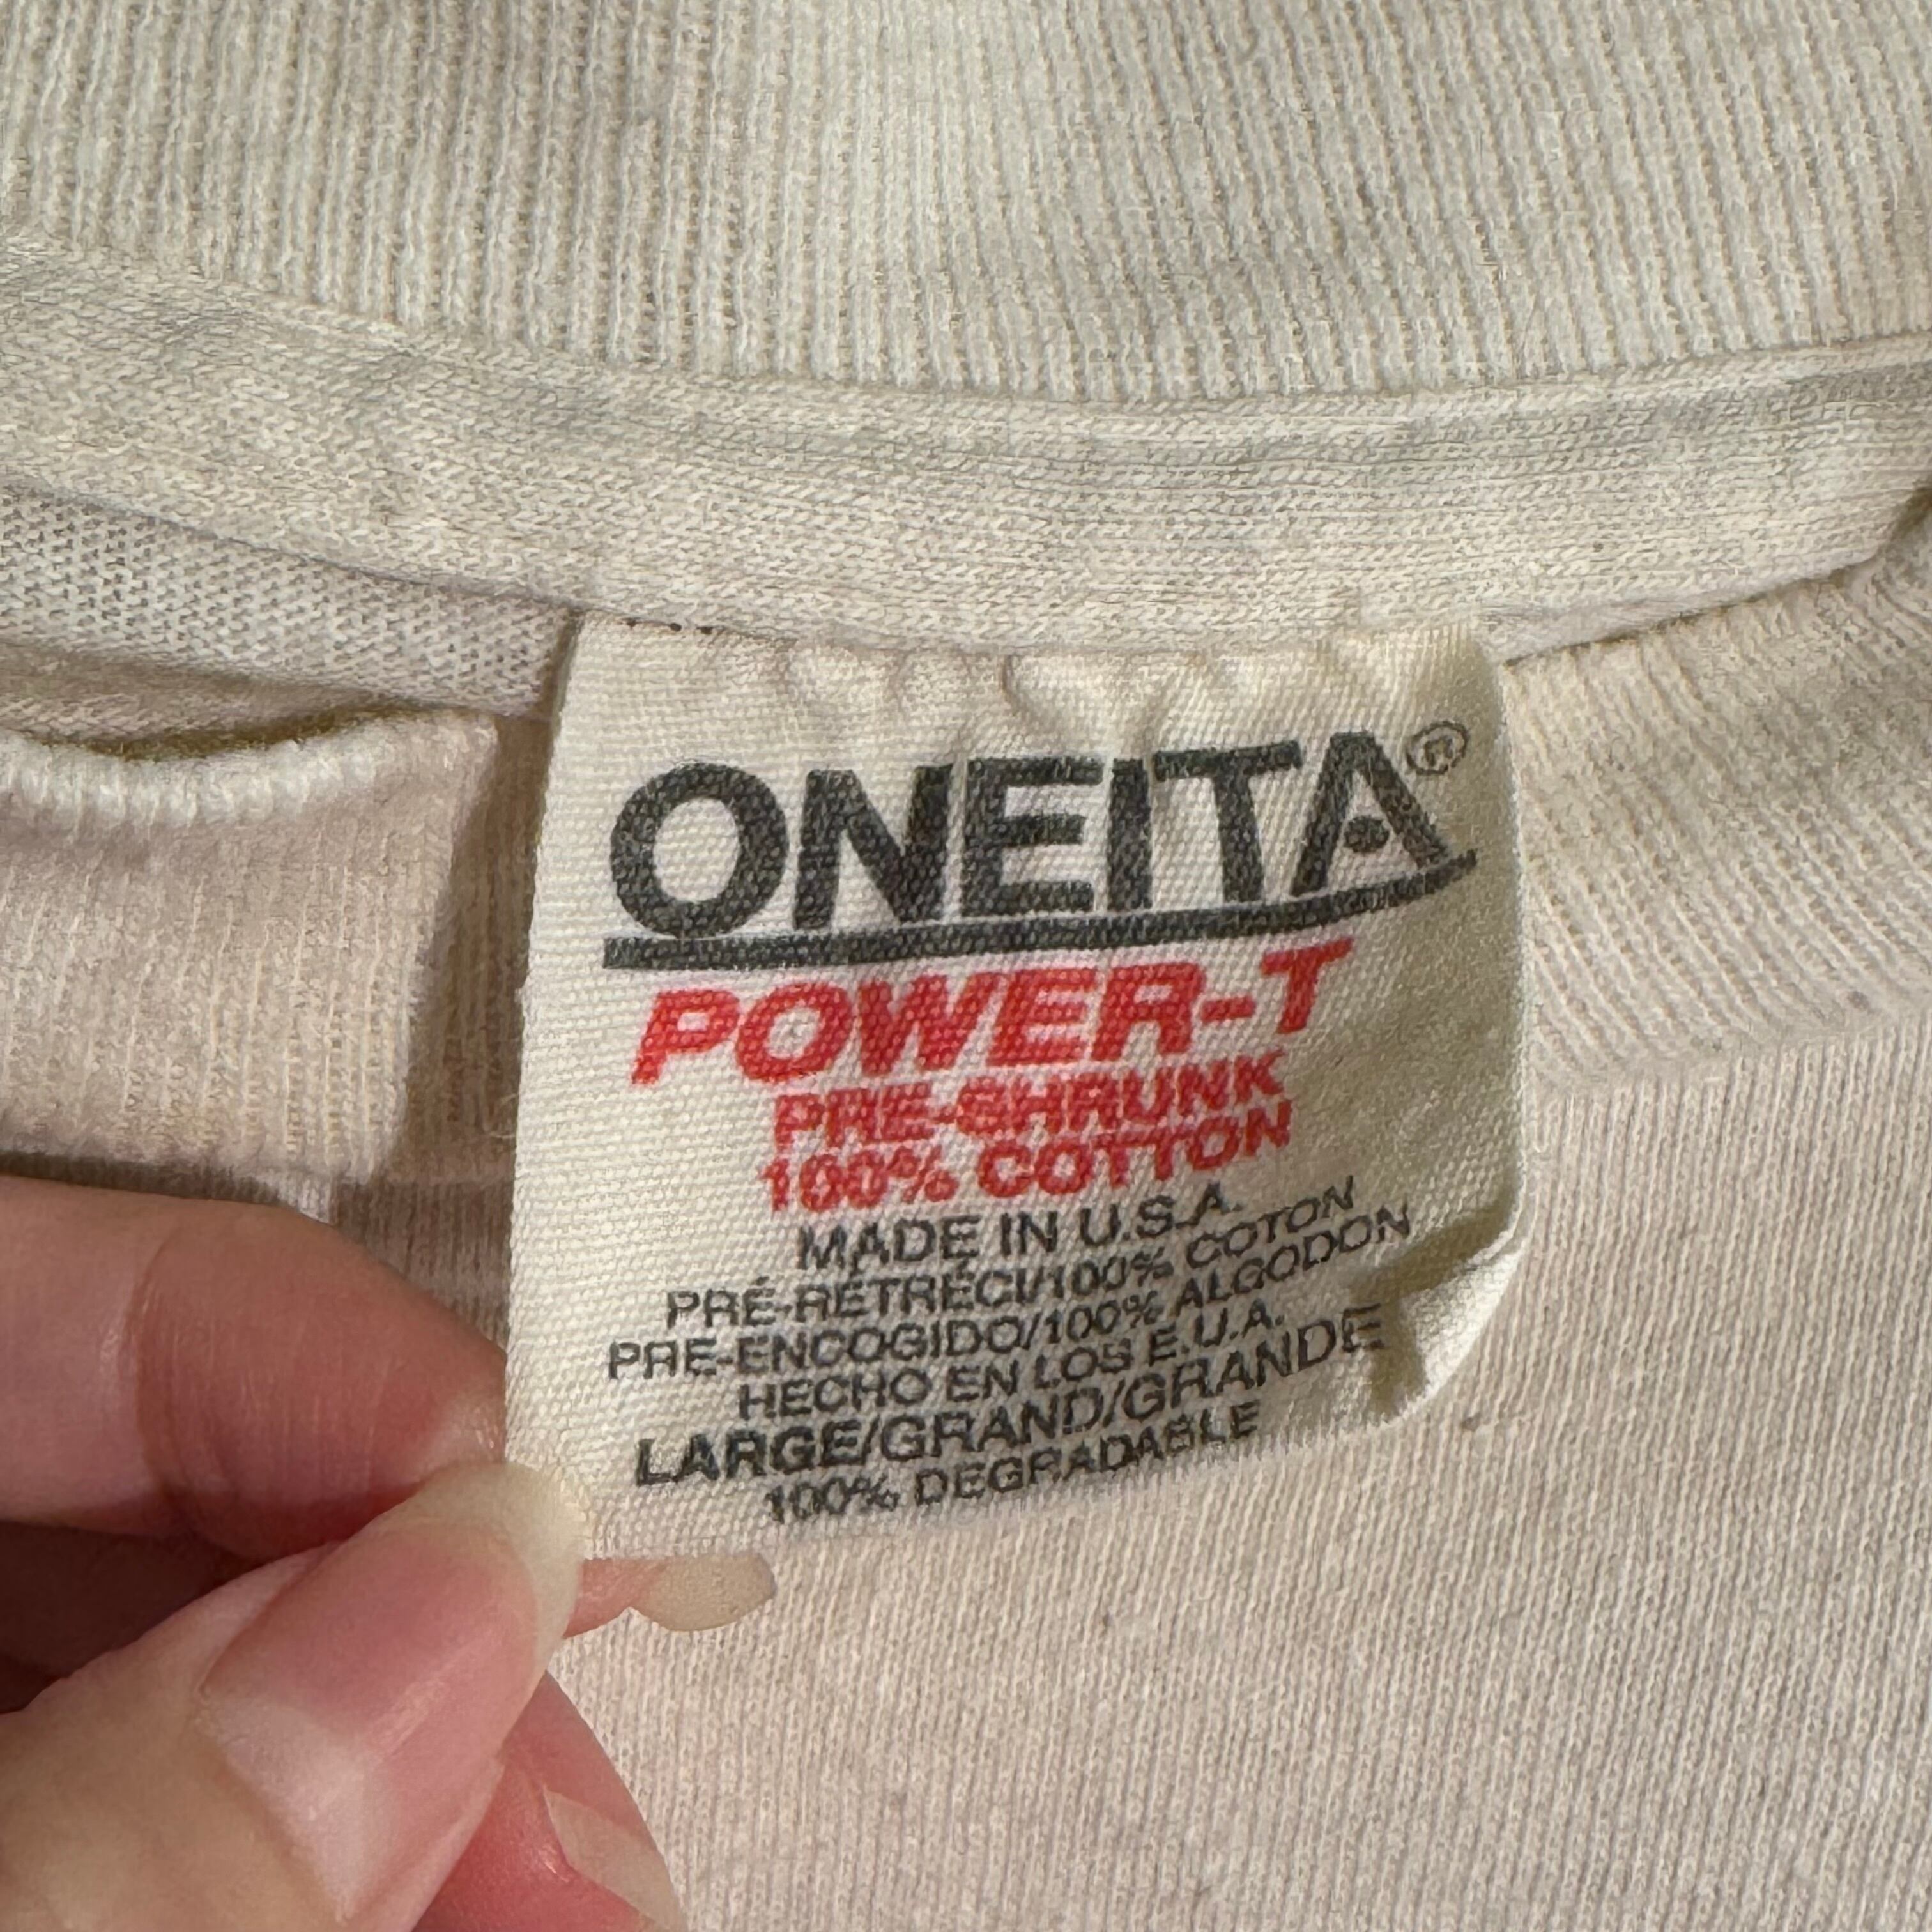 ONEITA®
POWER-T
PRE-SHRUNK
100% COTTON
MADE IN U.S.A.
PRÉ-RÉTRÉCI/100% COTON
PRE-ENCOGIDO/100% ALGODON
HECHO EN LOS E.U.A.
LARGE/GRAND/GRANDE
100% DEGRADABLE